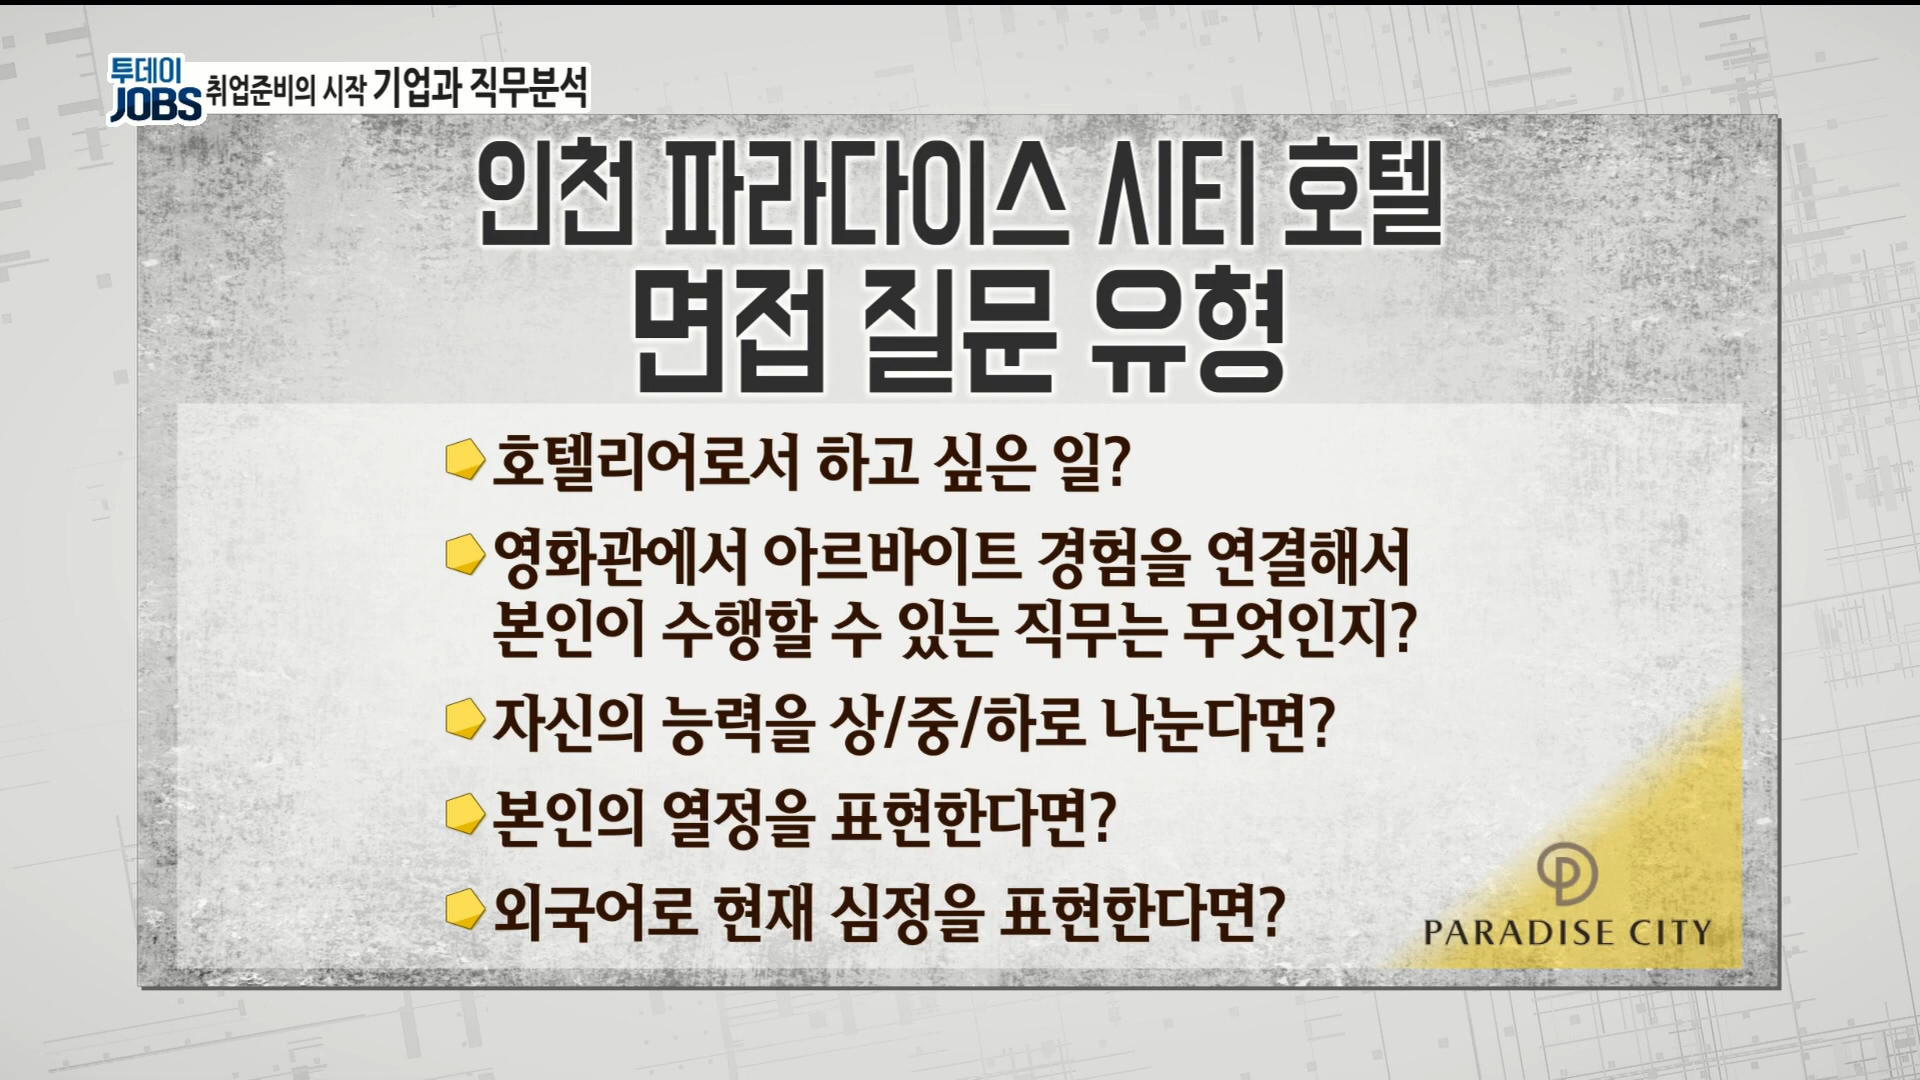 투데이
JOBS
취업준비의 시작 기업과 직무분석
인천 파라다이스 시티 호텔
면접 질문 유형
호텔리어로서 하고 싶은 일?
영화관에서 아르바이트 경험을 연결해서
본인이 수행할 수 있는 직무는 무엇인지?
자신의 능력을 상/중/하로 나눈다면?
본인의 열정을 표현한다면?
외국어로 현재 심정을 표현한다면?
PARADISE CITY